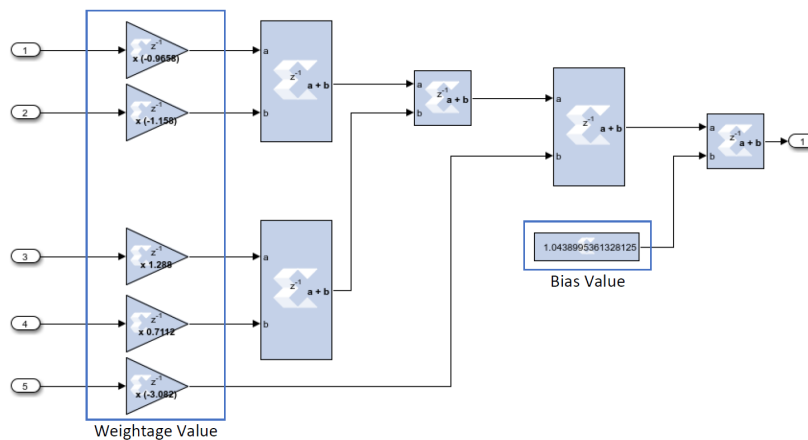 1
z⁻¹
x (-0.9658)
a
b
z⁻¹
a + b
2
z⁻¹
x (-1.158)
a
b
z⁻¹
a + b
a
b
z⁻¹
a + b
a
b
z⁻¹
a + b
1
3
z⁻¹
x 1.288
a
b
z⁻¹
a + b
4
z⁻¹
x 0.7112
5
z⁻¹
x (-3.082)
1.0438995361328125
Bias Value
Weightage Value